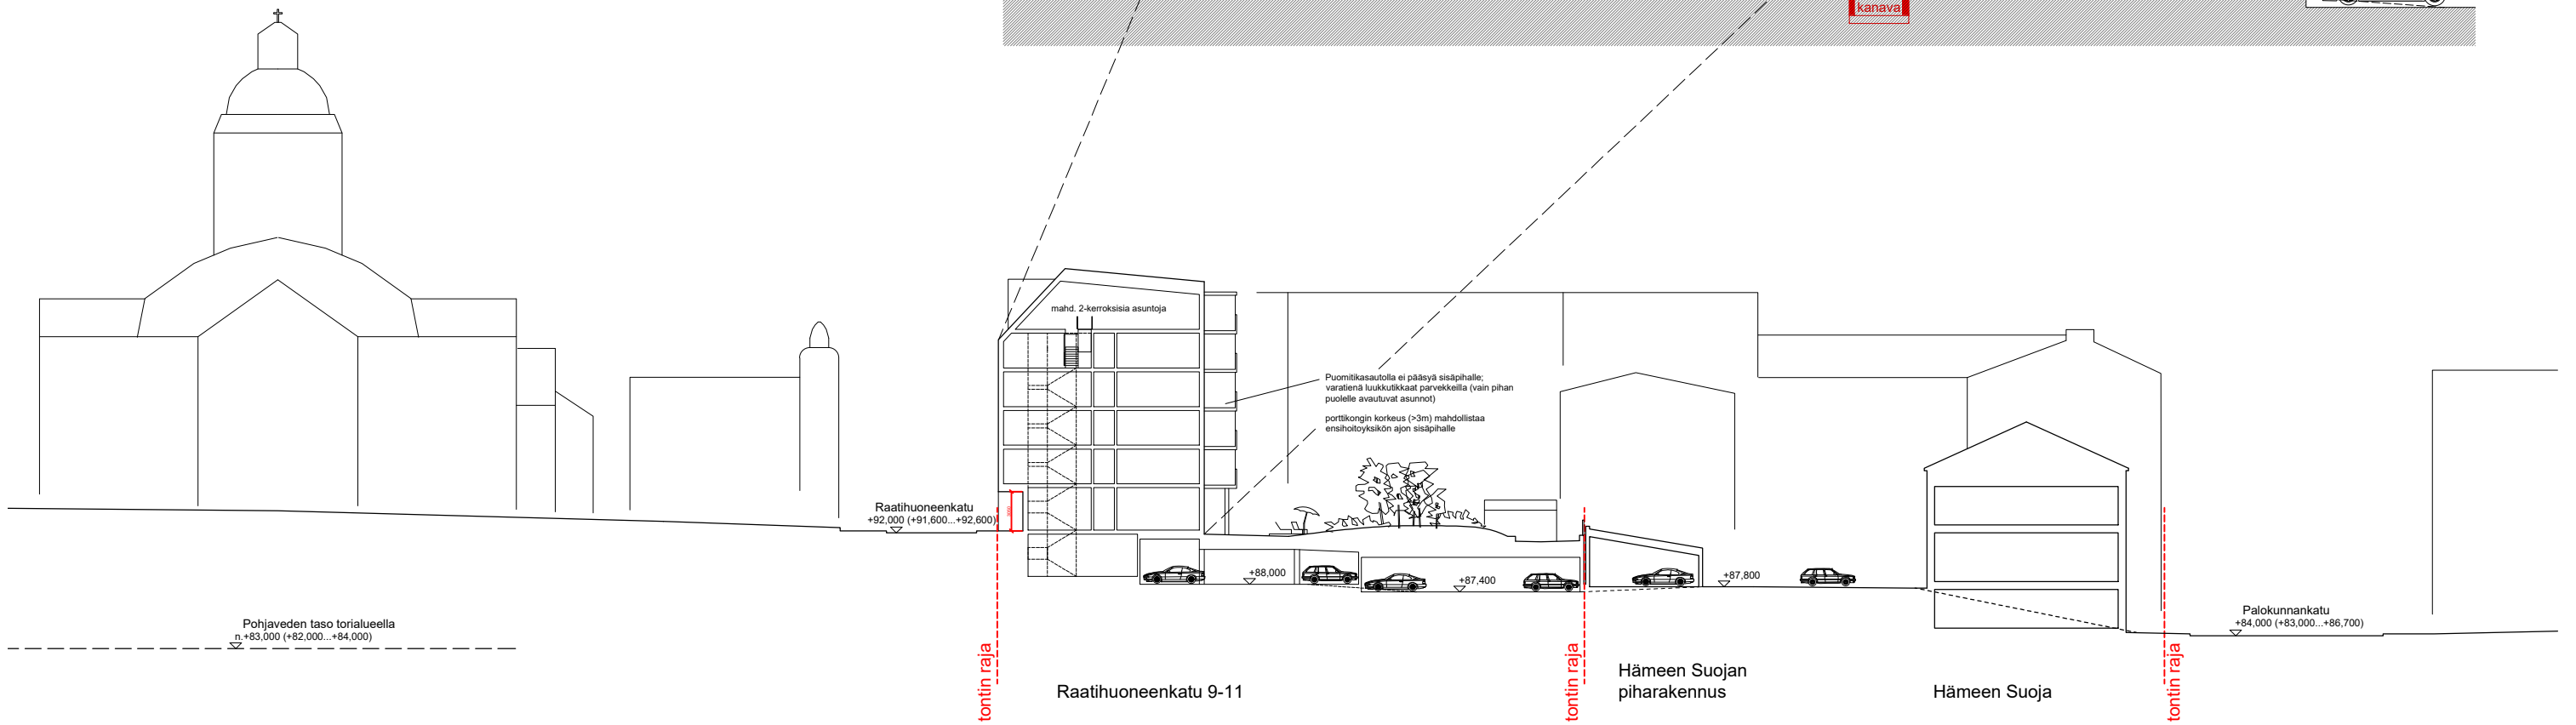 kanava
mahd. 2-kerroksisia asuntoja
Puomitikasautolla ei pääsyä sisäpihalle;
varatienä luukkutikkaat parvekkeilla (vain pihan
puolelle avautuvat asunnot)
porttikongin korkeus (>3m) mahdollistaa
ensihoitoyksikön ajon sisäpihalle
Raatihuoneenkatu
+92,000 (+91,600...+92,600)
+88,000
+87,400
+87,800
Pohjaveden taso torialueella
n.+83,000 (+82,000...+84,000)
Palokunnankatu
+84,000 (+83,000...+86,700)
tontin raja
Raatihuoneenkatu 9-11
tontin raja
Hämeen Suojan
piharakennus
Hämeen Suoja
tontin raja